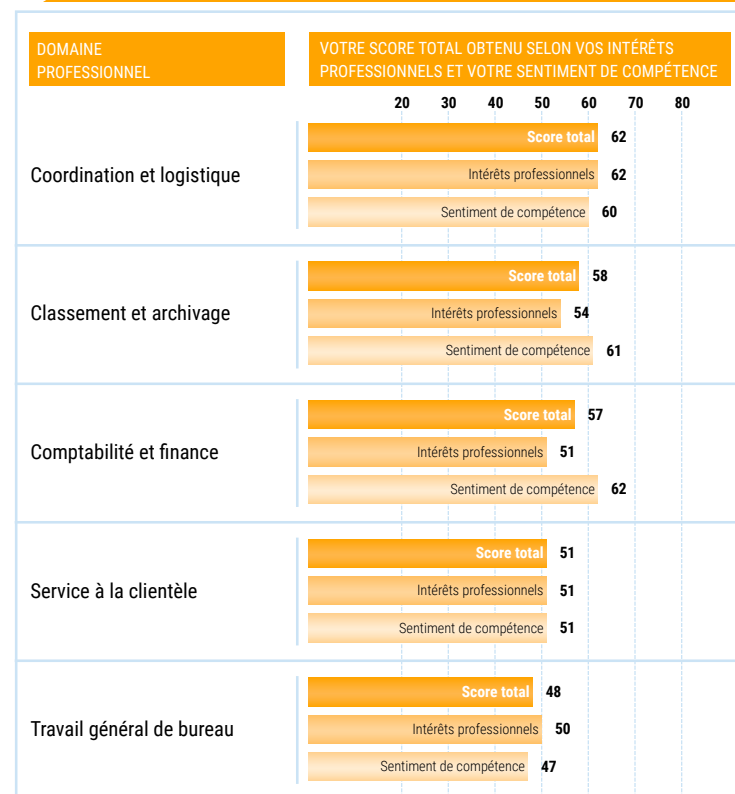 DOMAINE
PROFESSIONNEL
VOTRE SCORE TOTAL OBTENU SELON VOS INTÉRÊTS
PROFESSIONNELS ET VOTRE SENTIMENT DE COMPÉTENCE
20 30 40 50 60 70 80
Coordination et logistique
Score total 62
Intérêts professionnels 62
Sentiment de compétence 60
Classement et archivage
Score total 58
Intérêts professionnels 54
Sentiment de compétence 61
Comptabilité et finance
Score total 57
Intérêts professionnels 51
Sentiment de compétence 62
Service à la clientèle
Score total 51
Intérêts professionnels 51
Sentiment de compétence 51
Travail général de bureau
Score total 48
Intérêts professionnels 50
Sentiment de compétence 47